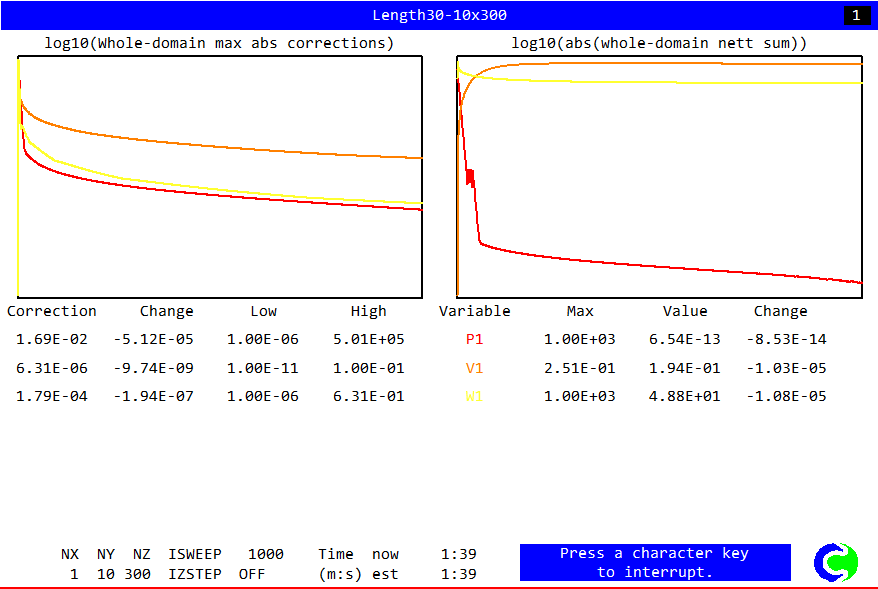 Length30-10x300
1
log10(Whole-domain max abs corrections)
log10(abs(whole-domain nett sum))
Correction Change Low High Variable Max Value Change
1.69E-02 -5.12E-05 1.00E-06 5.01E+05 P1 1.00E+03 6.54E-13 -8.53E-14
6.31E-06 -9.74E-09 1.00E-11 1.00E-01 V1 2.51E-01 1.94E-01 -1.03E-05
1.79E-04 -1.94E-07 1.00E-06 6.31E-01 W1 1.00E+03 4.88E+01 -1.08E-05
NX NY NZ ISWEEP 1000 Time now 1:39
1 10 300 IZSTEP OFF (m:s) est 1:39
Press a character key
to interrupt.